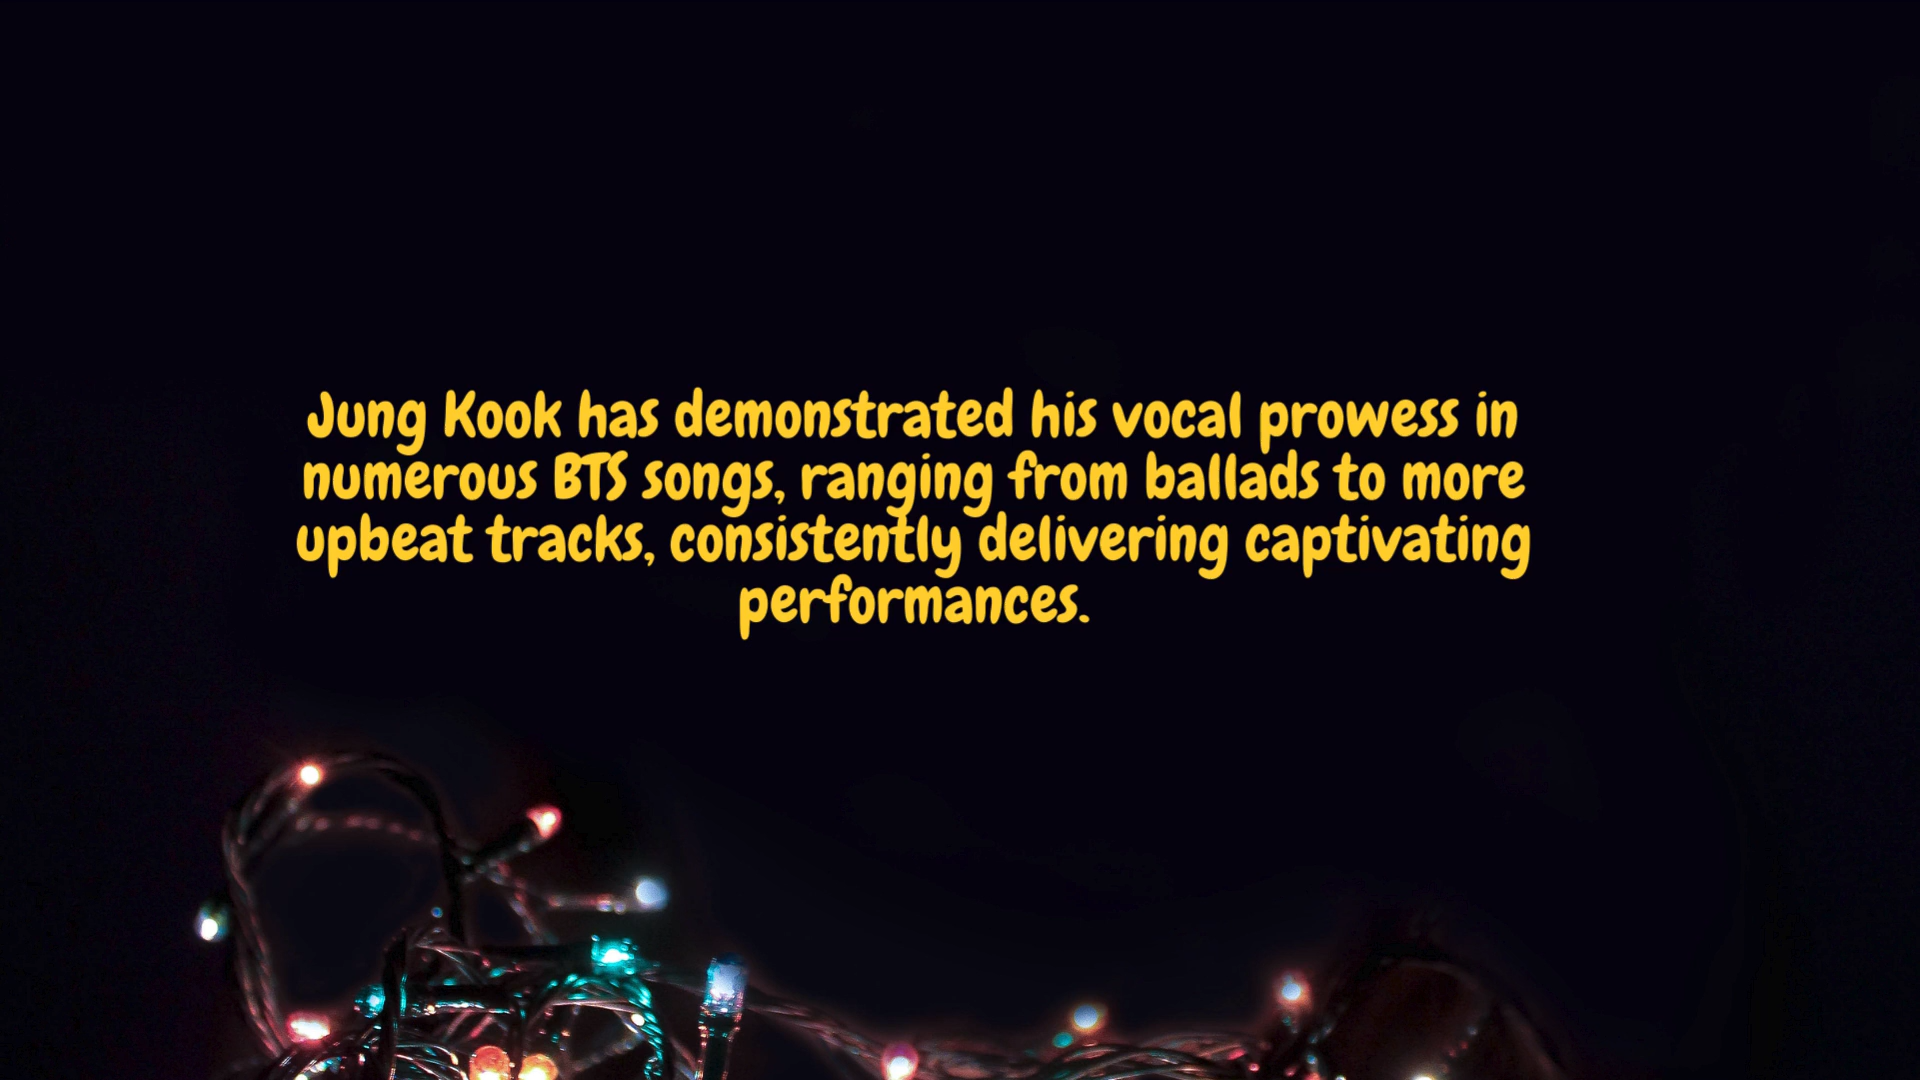 Jung Kook has demonstrated his vocal prowess in
numerous BTS songs, ranging from ballads to more
upbeat tracks, consistently delivering captivating
performances.